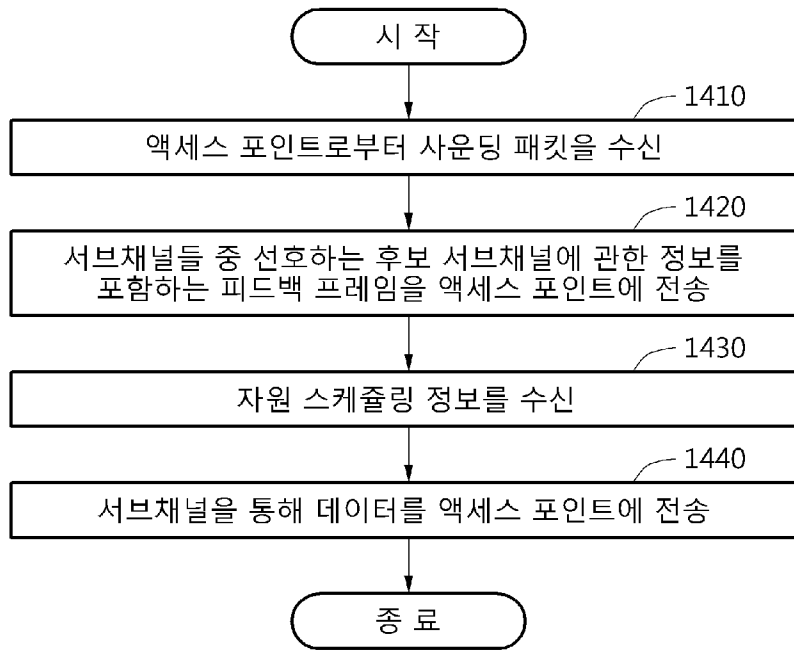 시 작
1410
액세스 포인트로부터 사운딩 패킷을 수신
1420
서브채널들 중 선호하는 후보 서브채널에 관한 정보를
포함하는 피드백 프레임을 액세스 포인트에 전송
1430
자원 스케쥴링 정보를 수신
1440
서브채널을 통해 데이터를 액세스 포인트에 전송
종 료